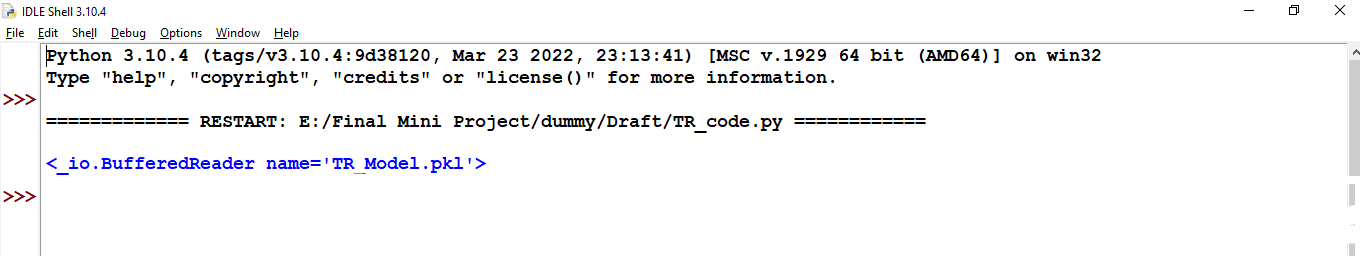 IDLE Shell 3.10.4
File Edit Shell Debug Options Window Help
Python 3.10.4 (tags/v3.10.4:9d38120, Mar 23 2022, 23:13:41) [MSC v.1929 64 bit (AMD64)] on win32
Type "help", "copyright", "credits" or "license()" for more information.
>>>
============= RESTART: E:/Final Mini Project/dummy/Draft/TR_code.py ============
<_io.BufferedReader name='TR_Model.pkl'>
>>>